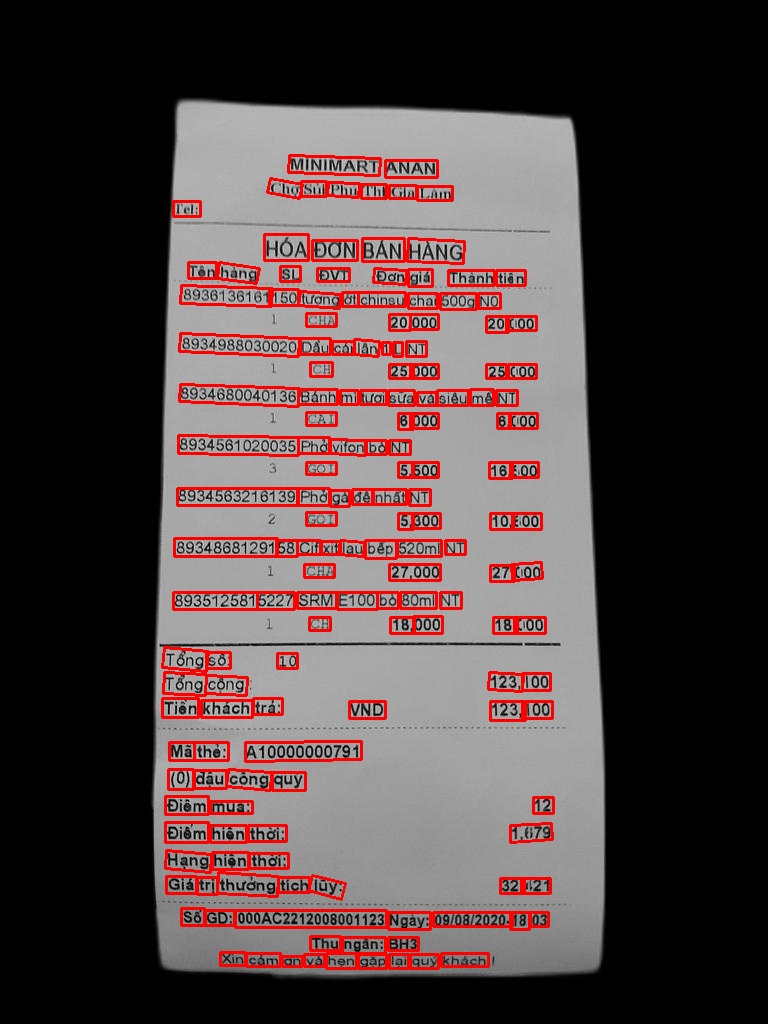 MINIMART ANAN
Chợ Sủi Phú Thị Gia Lâm
Tel:
HÓA ĐƠN BÁN HÀNG
Tên hàng SL ĐVT Đơn giá Thành tiền
8936136161150 tương ớt chinsu chai 500g N0
1 CHA 20,000 20,000
8934988030020 Dầu cái lân 1L NT
1 CH 25,000 25,000
8934680040136 Bánh mì tươi sữa và siêu mềm NT
1 CAI 6,000 6,000
8934561020035 Phở vifon bò NT
3 GOI 5,500 16,500
8934563216139 Phở gà đệ nhất NT
2 GOI 5,300 10,600
8934868129158 Cif xịt lau bếp 520ml NT
1 CHA 27,000 27,000
8935125815227 SRM E100 bò 80ml NT
1 CH 18,000 18,000
Tổng số: 10
Tổng cộng: 123,100
Tiền khách trả: VND 123,100
Mã thẻ: A10000000791
(0) dấu công quy
Điểm mua: 12
Điểm hiện thời: 1,679
Hạng hiện thời:
Giá trị thưởng tích lũy: 32,421
Số GD: 000AC2212008001123 Ngày: 09/08/2020 18:03
Thu ngân: BH3
Xin cảm ơn và hẹn gặp lại quý khách !